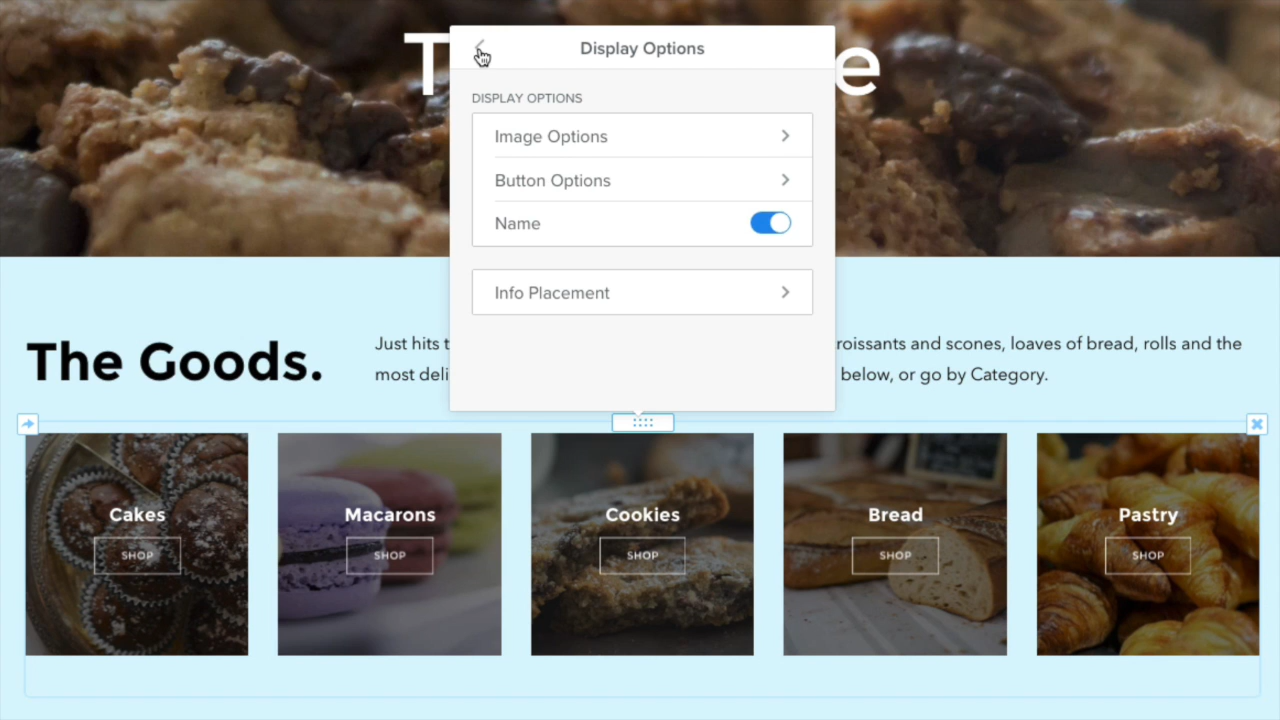 Display Options
DISPLAY OPTIONS
Image Options
Button Options
Name
Info Placement
The Goods.
Just hits
roissants and scones, loaves of bread, rolls and the
most
below, or go by Category.
Cakes
Macarons
Cookies
Bread
Pastry
SHOP
SHOP
SHOP
SHOP
SHOP